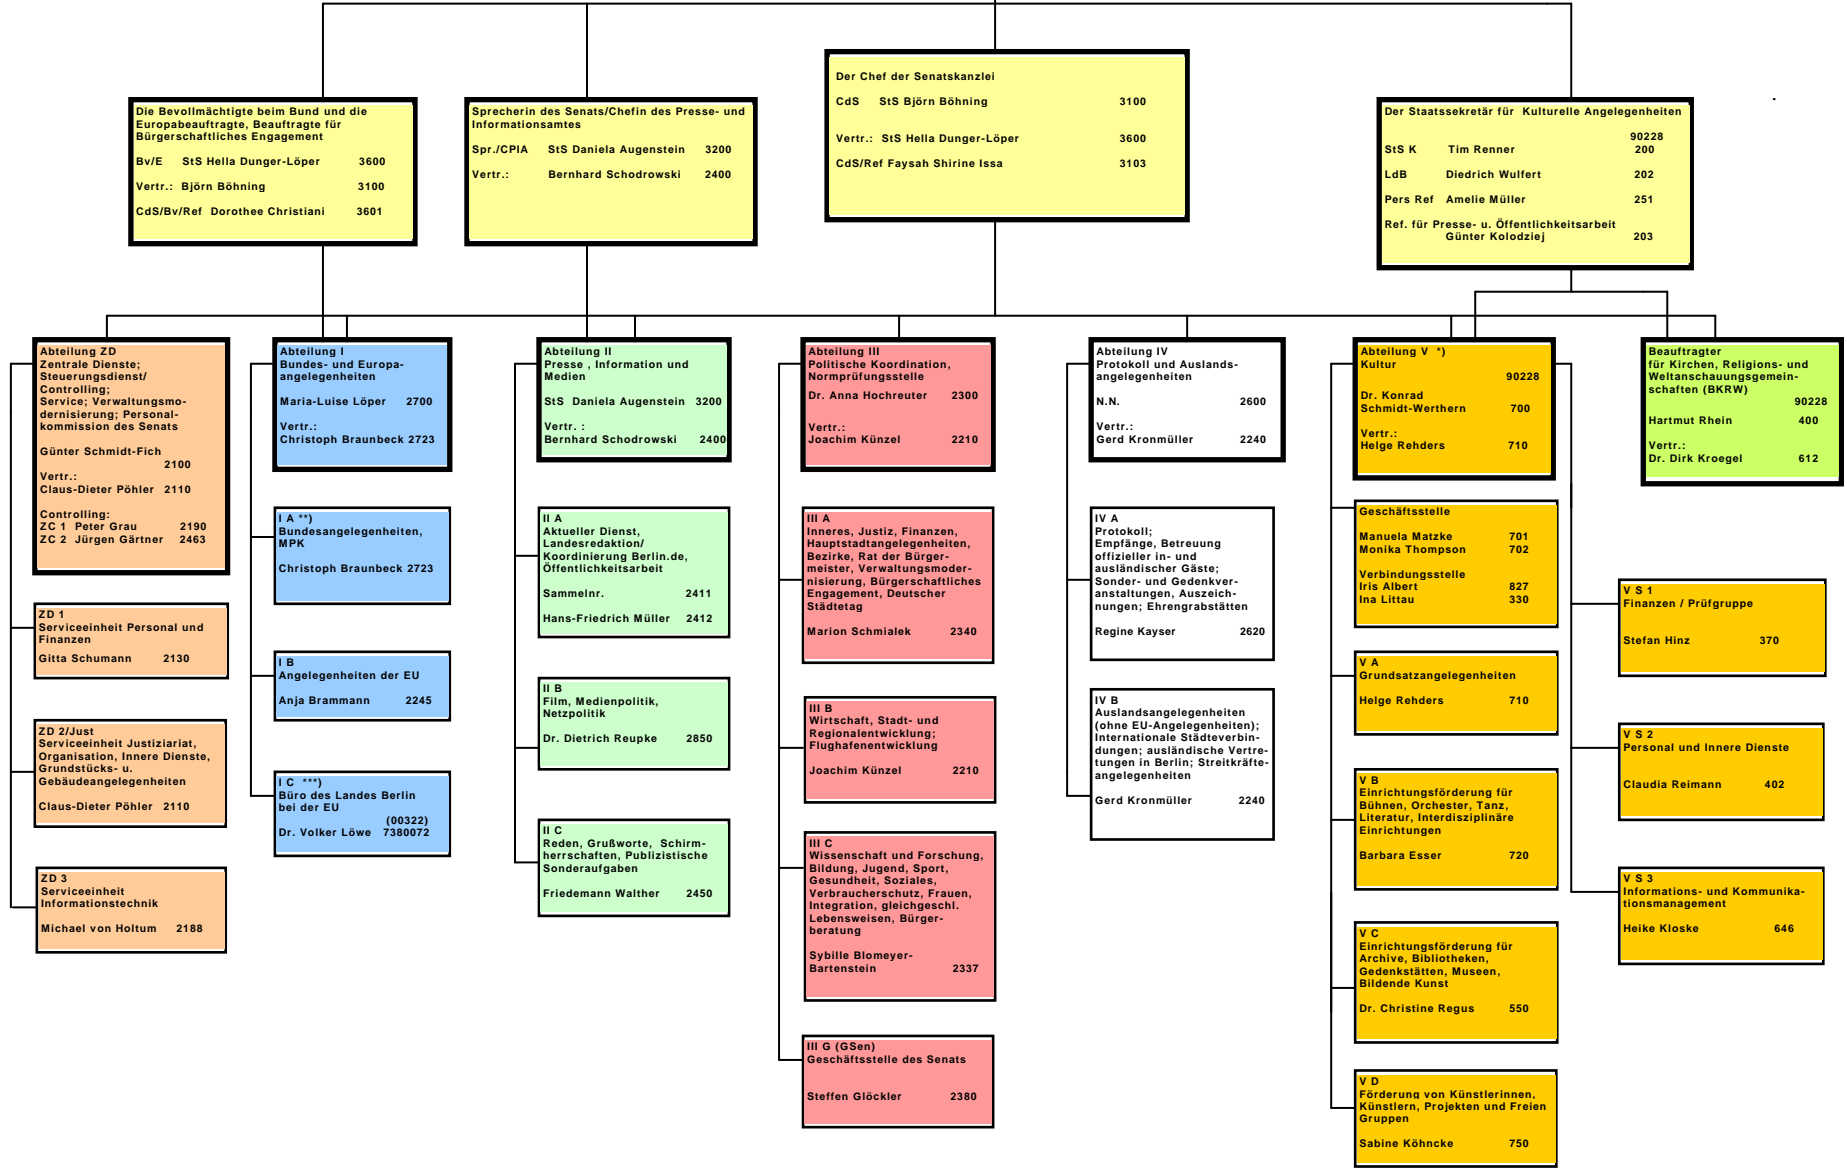 Die Bevollmächtigte beim Bund und die
Europabeauftragte, Beauftragte für
Bürgerschaftliches Engagement
Bv/E StS Hella Dunger-Löper 3600
Vertr.: Björn Böhning 3100
CdS/Bv/Ref Dorothee Christiani 3601
Sprecherin des Senats/Chefin des Presse- und
Informationsamtes
Spr./CPIA StS Daniela Augenstein 3200
Vertr.: Bernhard Schodrowski 2400
Der Chef der Senatskanzlei
CdS StS Björn Böhning 3100
Vertr.: StS Hella Dunger-Löper 3600
CdS/Ref Faysah Shirine Issa 3103
Der Staatssekretär für Kulturelle Angelegenheiten
90228
StS K Tim Renner 200
LdB Diedrich Wulfert 202
Pers Ref Amelie Müller 251
Ref. für Presse- u. Öffentlichkeitsarbeit
Günter Kolodziej 203
Abteilung ZD
Zentrale Dienste;
Steuerungsdienst/
Controlling;
Service; Verwaltungsmo-
dernisierung; Personal-
kommission des Senats
Günter Schmidt-Fich
2100
Vertr.:
Claus-Dieter Pöhler 2110
Controlling:
ZC 1 Peter Grau 2190
ZC 2 Jürgen Gärtner 2463
ZD 1
Serviceeinheit Personal und
Finanzen
Gitta Schumann 2130
ZD 2/Just
Serviceeinheit Justiziariat,
Organisation, Innere Dienste,
Grundstücks- u.
Gebäudeangelegenheiten
Claus-Dieter Pöhler 2110
ZD 3
Serviceeinheit
Informationstechnik
Michael von Holtum 2188
Abteilung I
Bundes- und Europa-
angelegenheiten
Maria-Luise Löper 2700
Vertr.:
Christoph Braunbeck 2723
I A **)
Bundesangelegenheiten,
MPK
Christoph Braunbeck 2723
I B
Angelegenheiten der EU
Anja Brammann 2245
I C ***)
Büro des Landes Berlin
bei der EU
(00322)
Dr. Volker Löwe 7380072
Abteilung II
Presse , Information und
Medien
StS Daniela Augenstein 3200
Vertr. :
Bernhard Schodrowski 2400
II A
Aktueller Dienst,
Landesredaktion/
Koordinierung Berlin.de,
Öffentlichkeitsarbeit
Sammelnr. 2411
Hans-Friedrich Müller 2412
II B
Film, Medienpolitik,
Netzpolitik
Dr. Dietrich Reupke 2850
II C
Reden, Grußworte, Schirm-
herrschaften, Publizistische
Sonderaufgaben
Friedemann Walther 2450
Abteilung III
Politische Koordination,
Normprüfungsstelle
Dr. Anna Hochreuter 2300
Vertr.:
Joachim Künzel 2210
III A
Inneres, Justiz, Finanzen,
Hauptstadtangelegenheiten,
Bezirke, Rat der Bürger-
meister, Verwaltungsmoder-
nisierung, Bürgerschaftliches
Engagement, Deutscher
Städtetag
Marion Schmialek 2340
III B
Wirtschaft, Stadt- und
Regionalentwicklung;
Flughafenentwicklung
Joachim Künzel 2210
III C
Wissenschaft und Forschung,
Bildung, Jugend, Sport,
Gesundheit, Soziales,
Verbraucherschutz, Frauen,
Integration, gleichgeschl.
Lebensweisen, Bürger-
beratung
Sybille Blomeyer-
Bartenstein 2337
III G (GSen)
Geschäftsstelle des Senats
Steffen Glöckler 2380
Abteilung IV
Protokoll und Auslands-
angelegenheiten
N.N. 2600
Vertr.:
Gerd Kronmüller 2240
IV A
Protokoll;
Empfänge, Betreuung
offizieller in- und
ausländischer Gäste;
Sonder- und Gedenkver-
anstaltungen, Auszeich-
nungen; Ehrengrabstätten
Regine Kayser 2620
IV B
Auslandsangelegenheiten
(ohne EU-Angelegenheiten);
Internationale Städteverbin-
dungen; ausländische Vertre-
tungen in Berlin; Streitkräfte-
angelegenheiten
Gerd Kronmüller 2240
Abteilung V *)
Kultur
90228
Dr. Konrad
Schmidt-Werthern 700
Vertr.:
Helge Rehders 710
Geschäftsstelle
Manuela Matzke 701
Monika Thompson 702
Verbindungsstelle
Iris Albert 827
Ina Littau 330
V A
Grundsatzangelegenheiten
Helge Rehders 710
V B
Einrichtungsförderung für
Bühnen, Orchester, Tanz,
Literatur, Interdisziplinäre
Einrichtungen
Barbara Esser 720
V C
Einrichtungsförderung für
Archive, Bibliotheken,
Gedenkstätten, Museen,
Bildende Kunst
Dr. Christine Regus 550
V D
Förderung von Künstlerinnen,
Künstlern, Projekten und Freien
Gruppen
Sabine Köhncke 750
Beauftragter
für Kirchen, Religions- und
Weltanschauungsgemein-
schaften (BKRW)
90228
Hartmut Rhein 400
Vertr.:
Dr. Dirk Kroegel 612
V S 1
Finanzen / Prüfgruppe
Stefan Hinz 370
V S 2
Personal und Innere Dienste
Claudia Reimann 402
V S 3
Informations- und Kommunika-
tionsmanagement
Heike Kloske 646